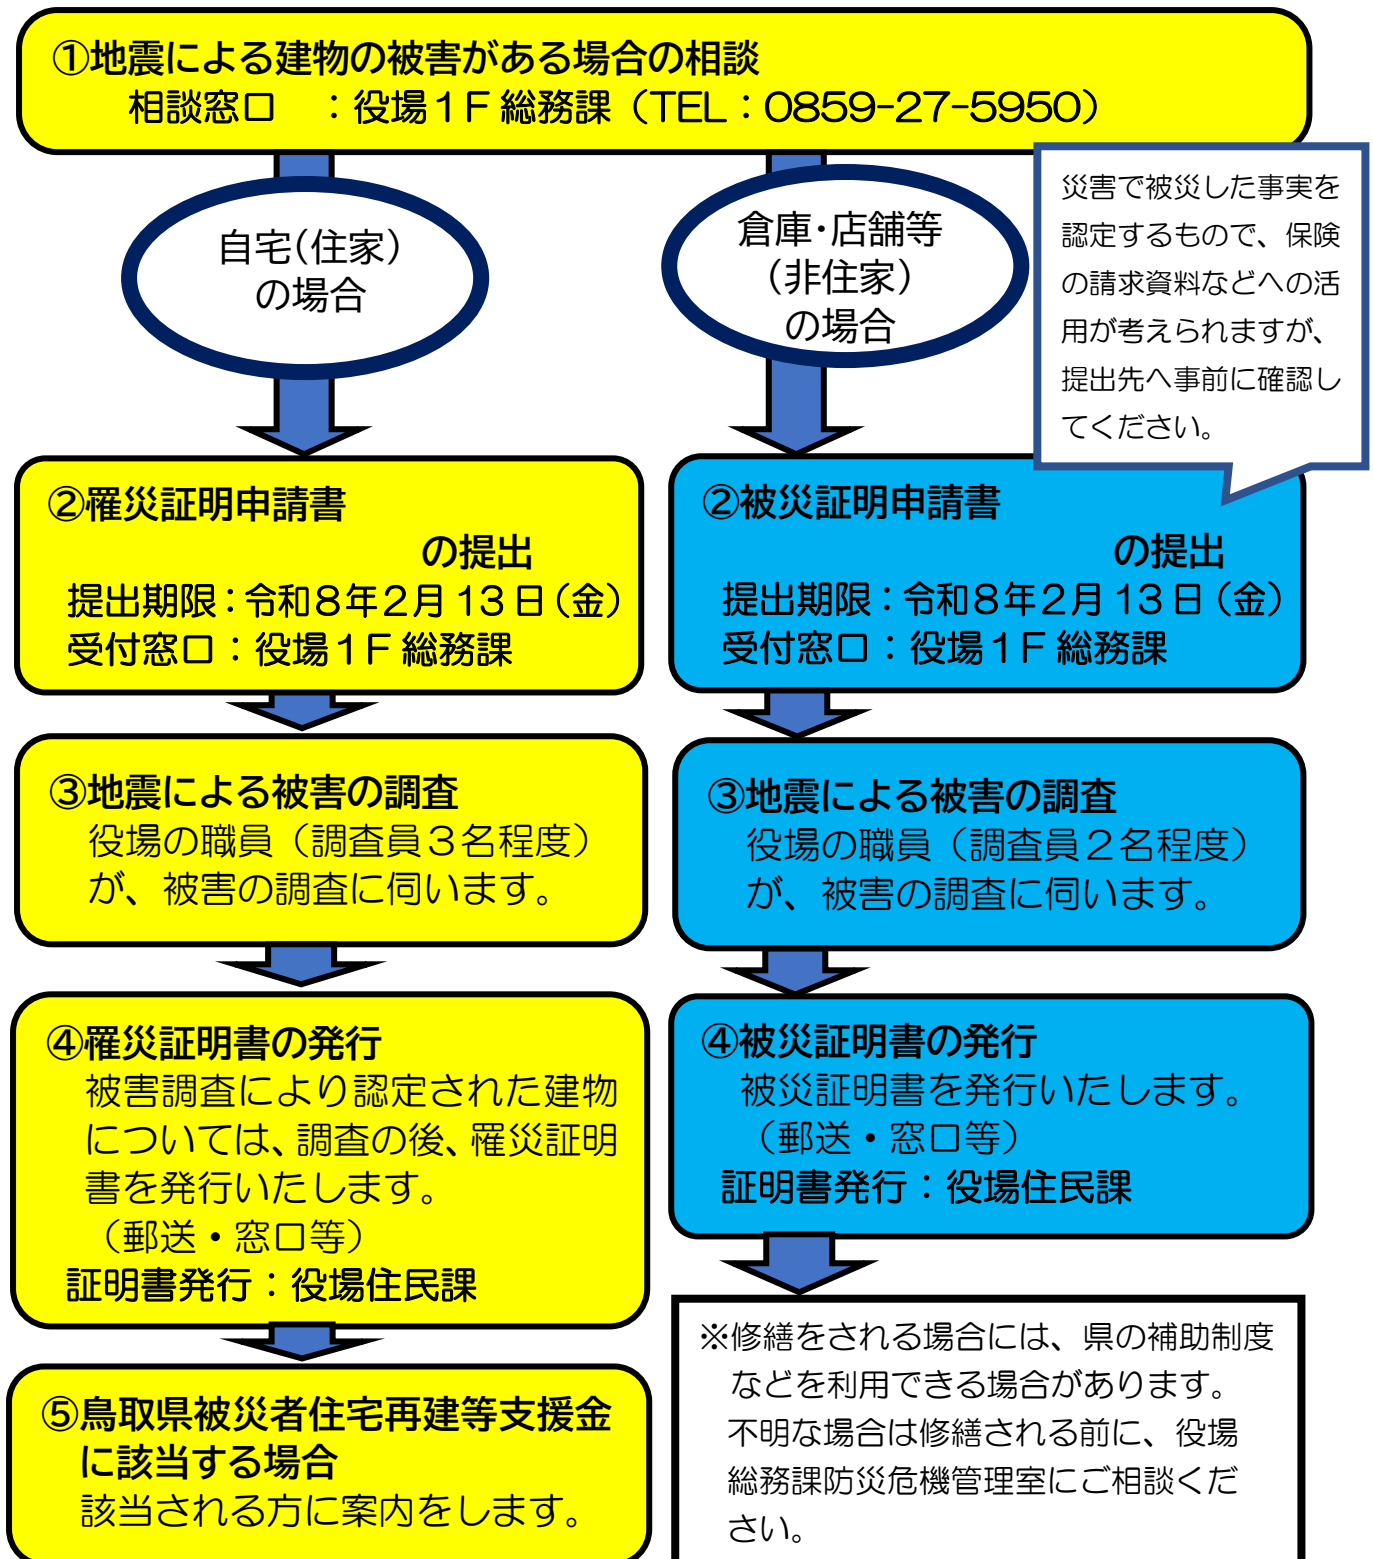 ①地震による建物の被害がある場合の相談
相談窓口　：役場１F 総務課（TEL：0859-27-5950）
自宅(住家)
の場合
倉庫・店舗等
（非住家）
の場合
災害で被災した事実を
認定するもので、保険
の請求資料などへの活
用が考えられますが、
提出先へ事前に確認し
てください。
②罹災証明申請書
の提出
提出期限：令和８年２月 13 日（金）
受付窓口：役場１F 総務課
②被災証明申請書
の提出
提出期限：令和８年２月 13 日（金）
受付窓口：役場１F 総務課
③地震による被害の調査
役場の職員（調査員３名程度）
が、被害の調査に伺います。
③地震による被害の調査
役場の職員（調査員２名程度）
が、被害の調査に伺います。
④罹災証明書の発行
被害調査により認定された建物
については、調査の後、罹災証明
書を発行いたします。
（郵送・窓口等）
証明書発行：役場住民課
④被災証明書の発行
被災証明書を発行いたします。
（郵送・窓口等）
証明書発行：役場住民課
⑤鳥取県被災者住宅再建等支援金
に該当する場合
該当される方に案内をします。
※修繕をされる場合には、県の補助制度
などを利用できる場合があります。
不明な場合は修繕される前に、役場
総務課防災危機管理室にご相談くだ
さい。